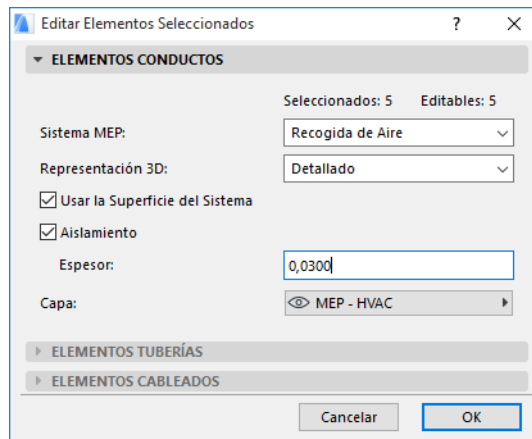 Editar Elementos Seleccionados ? X
ELEMENTOS CONDUCTOS
Seleccionados: 5 Editables: 5
Sistema MEP: Recogida de Aire
Representación 3D: Detallado
Usar la Superficie del Sistema
Aislamiento
Espesor: 0,0300
Capa: MEP - HVAC
ELEMENTOS TUBERÍAS
ELEMENTOS CABLEADOS
Cancelar OK